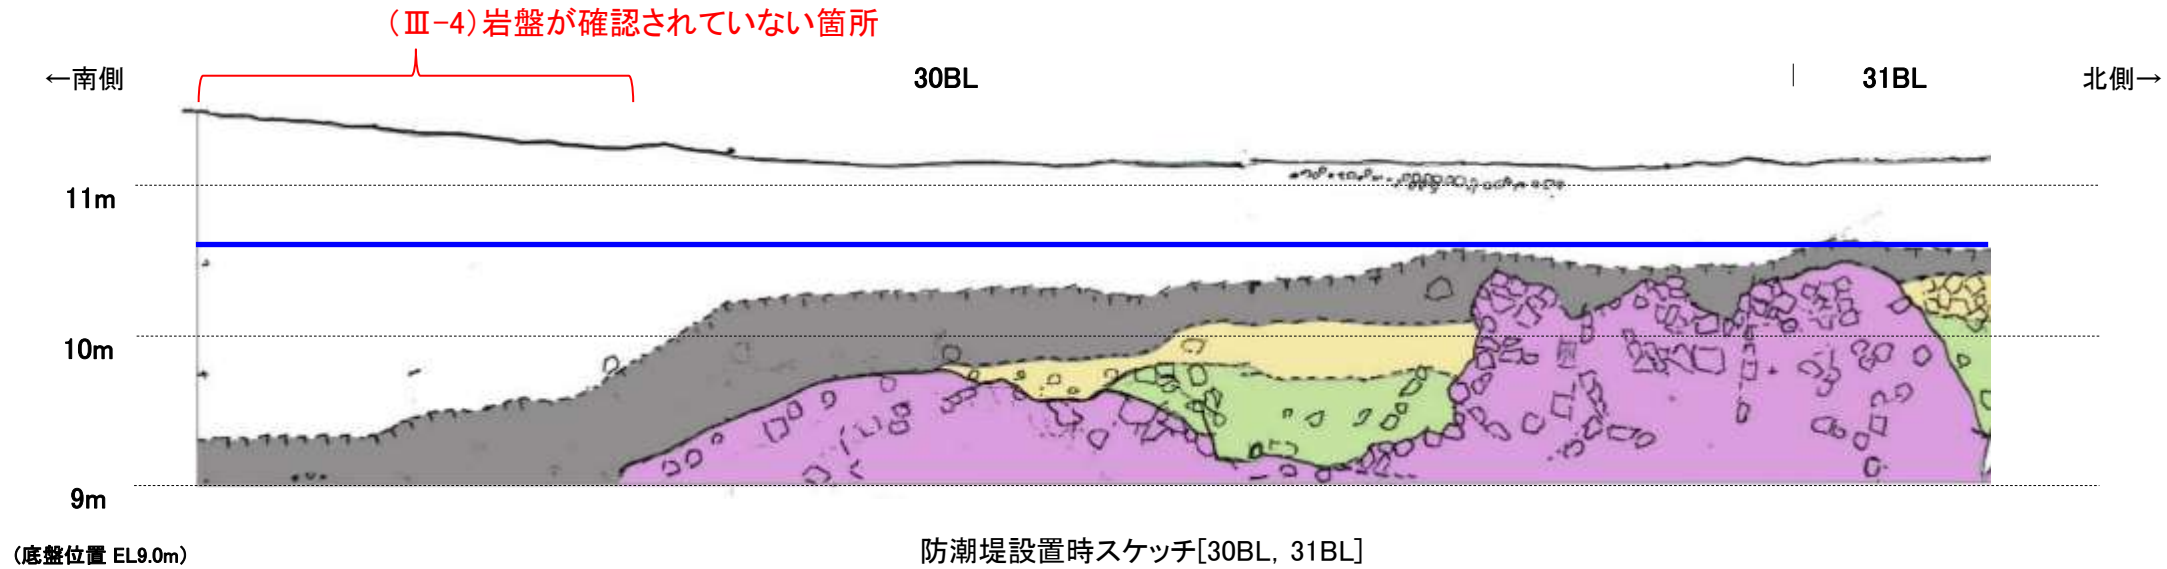 (Ⅲ-4)岩盤が確認されていない箇所
←南側 30BL 31BL 北側→
11m
10m
9m
(底盤位置 EL9.0m)
防潮堤設置時スケッチ[30BL, 31BL]